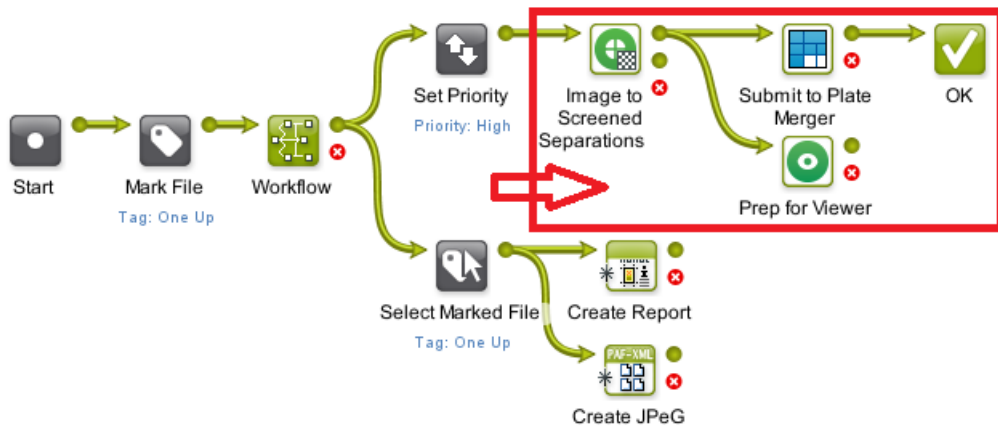 Set Priority
Priority: High
Image to
Screened
Separations
Submit to Plate
Merger
OK
Start
Mark File
Tag: One Up
Workflow
Prep for Viewer
Select Marked File
Tag: One Up
Create Report
PAF-XML
Create JPeG